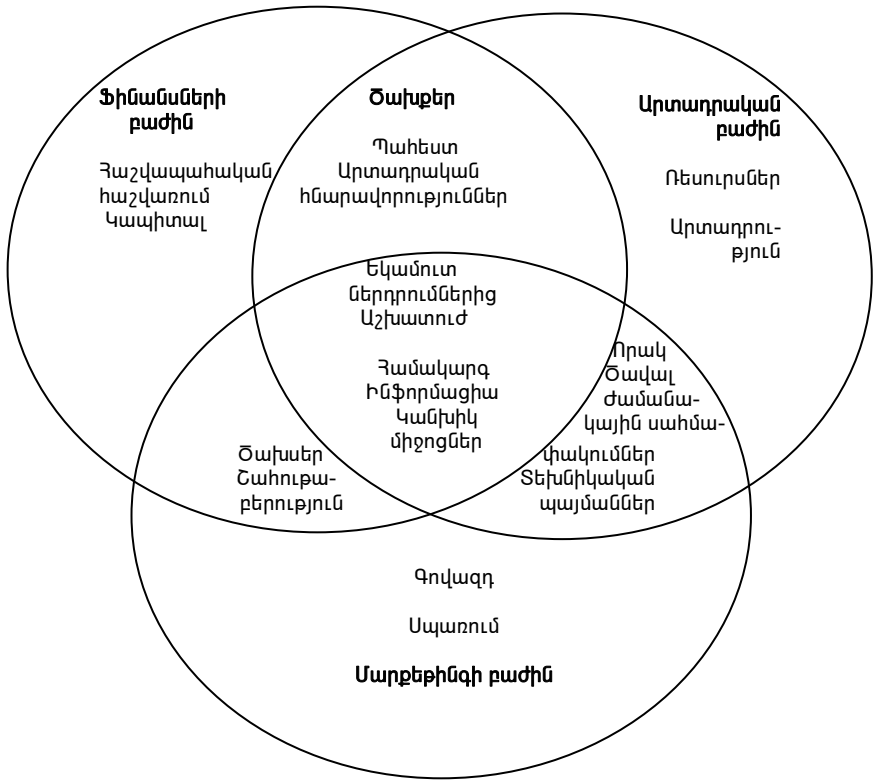 Ֆինանսների
բաժին
Հաշվապահական
հաշվառում
Կապիտալ
Ծախքեր
Պահեստ
Արտադրական
հնարավորություններ
Արտադրական
բաժին
Ռեսուրսներ
Արտադրու-
թյուն
Եկամուտ
ներդրումներից
Աշխատուժ
Համակարգ
Ինֆորմացիա
Կանխիկ
միջոցներ
Որակ
Ծավալ
Ժամանա-
կային սահմա-
փակումներ
Տեխնիկական
պայմաններ
Ծախսեր
Շահութա-
բերություն
Գովազդ
Սպառում
Մարքեթինգի բաժին